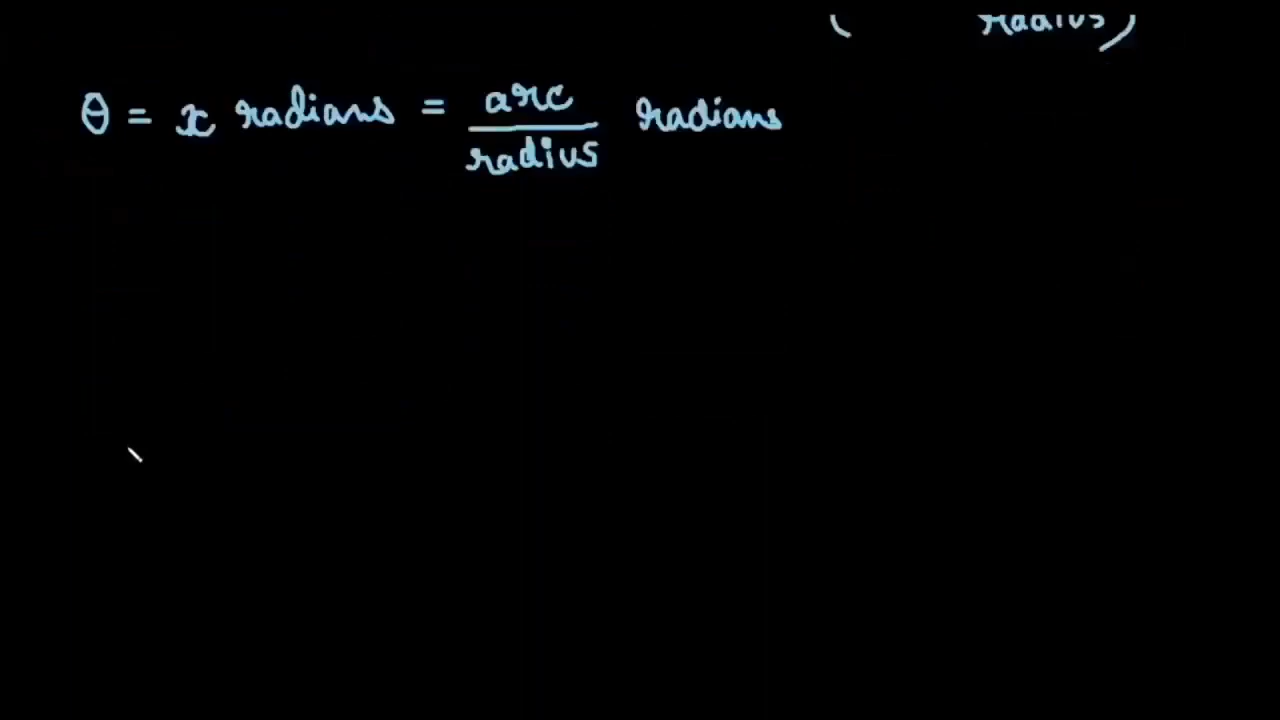 radius)
θ = x radians = arc/radius radians